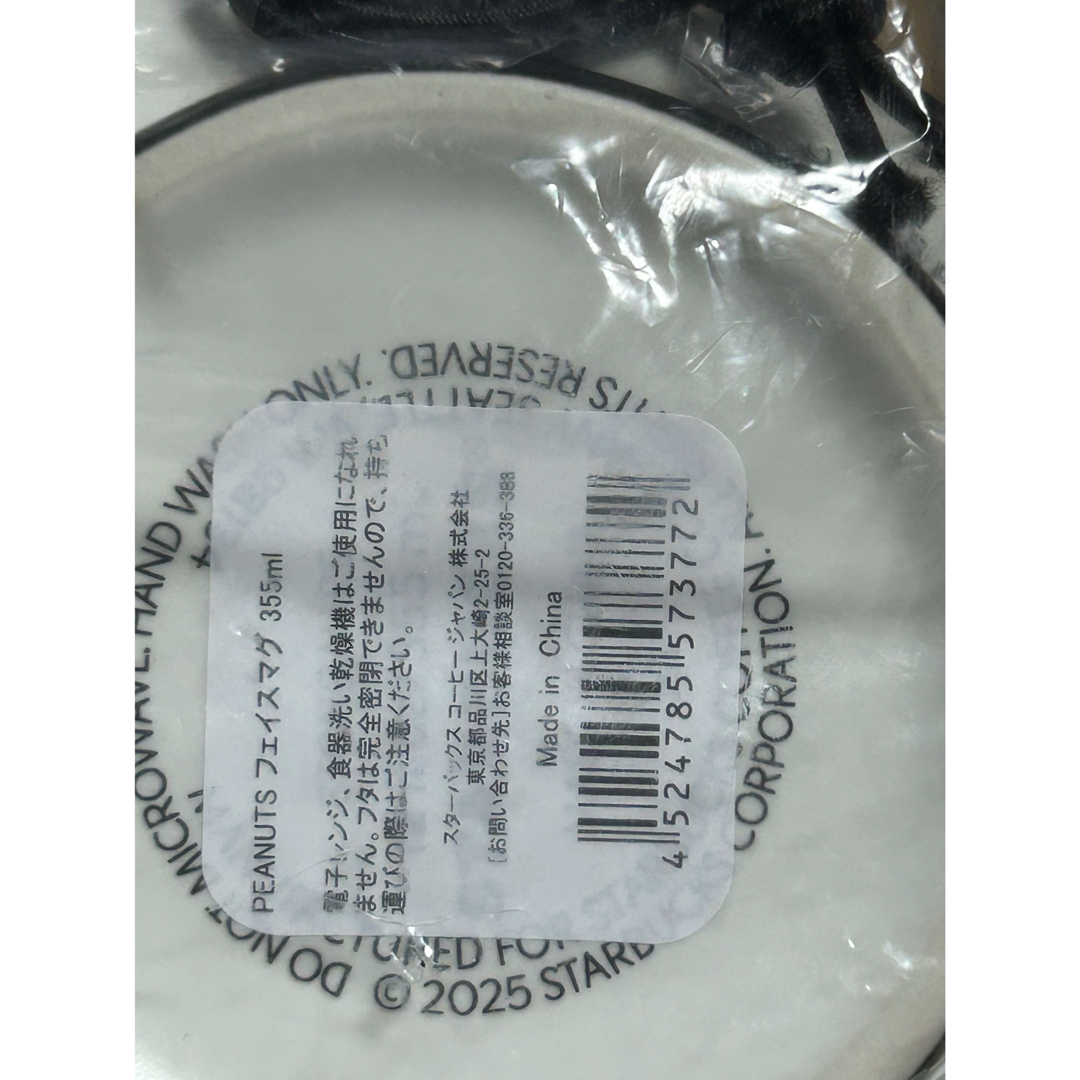 PEANUTS フェイスマグ 355ml
電子レンジ、食器洗い乾燥機はご使用になれ
ません。フタは完全密閉できませんので、持ち
運びの際はご注意ください。
スターバックス コーヒー ジャパン 株式会社
東京都品川区上大崎2-25-2
[お問い合わせ先]お客様相談室0120-336-388
Made in China
4 524785 573772
DO NOT MICROWAVE. HAND ONLY.
© 2025 CORPORATION.
RESERVED.
FOR